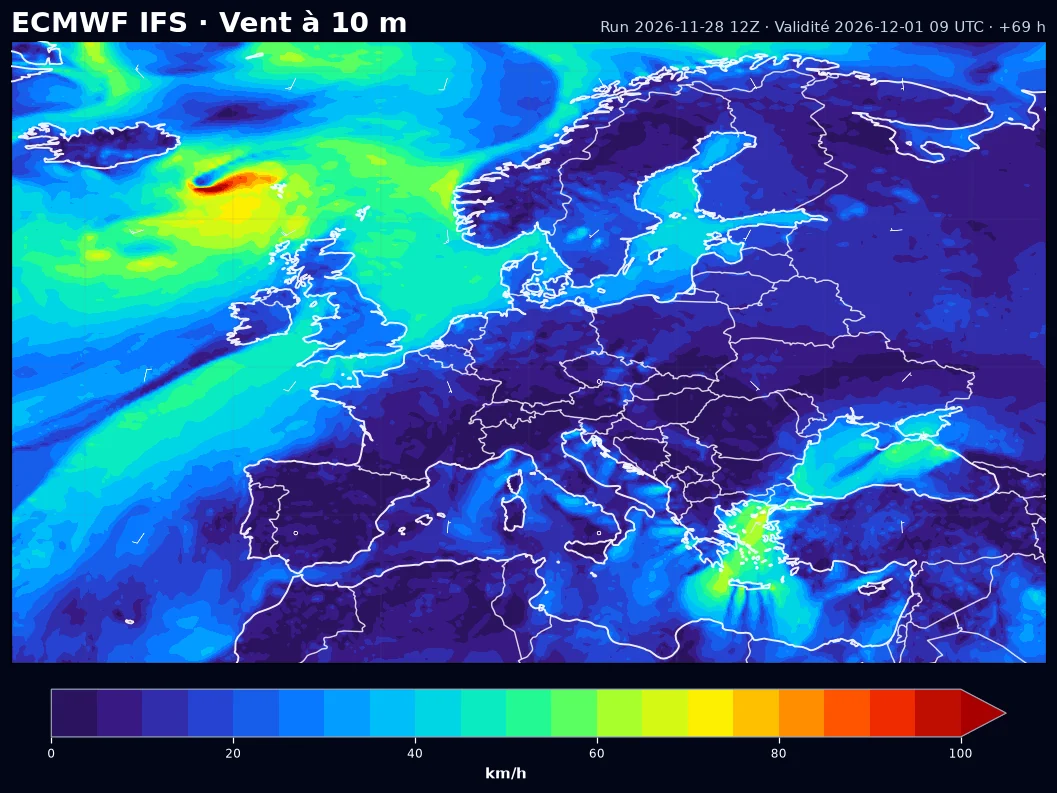 ECMWF IFS · Vent à 10 m
Run 2026-11-28 12Z · Validité 2026-12-01 09 UTC · +69 h
0 20 40 60 80 100
km/h